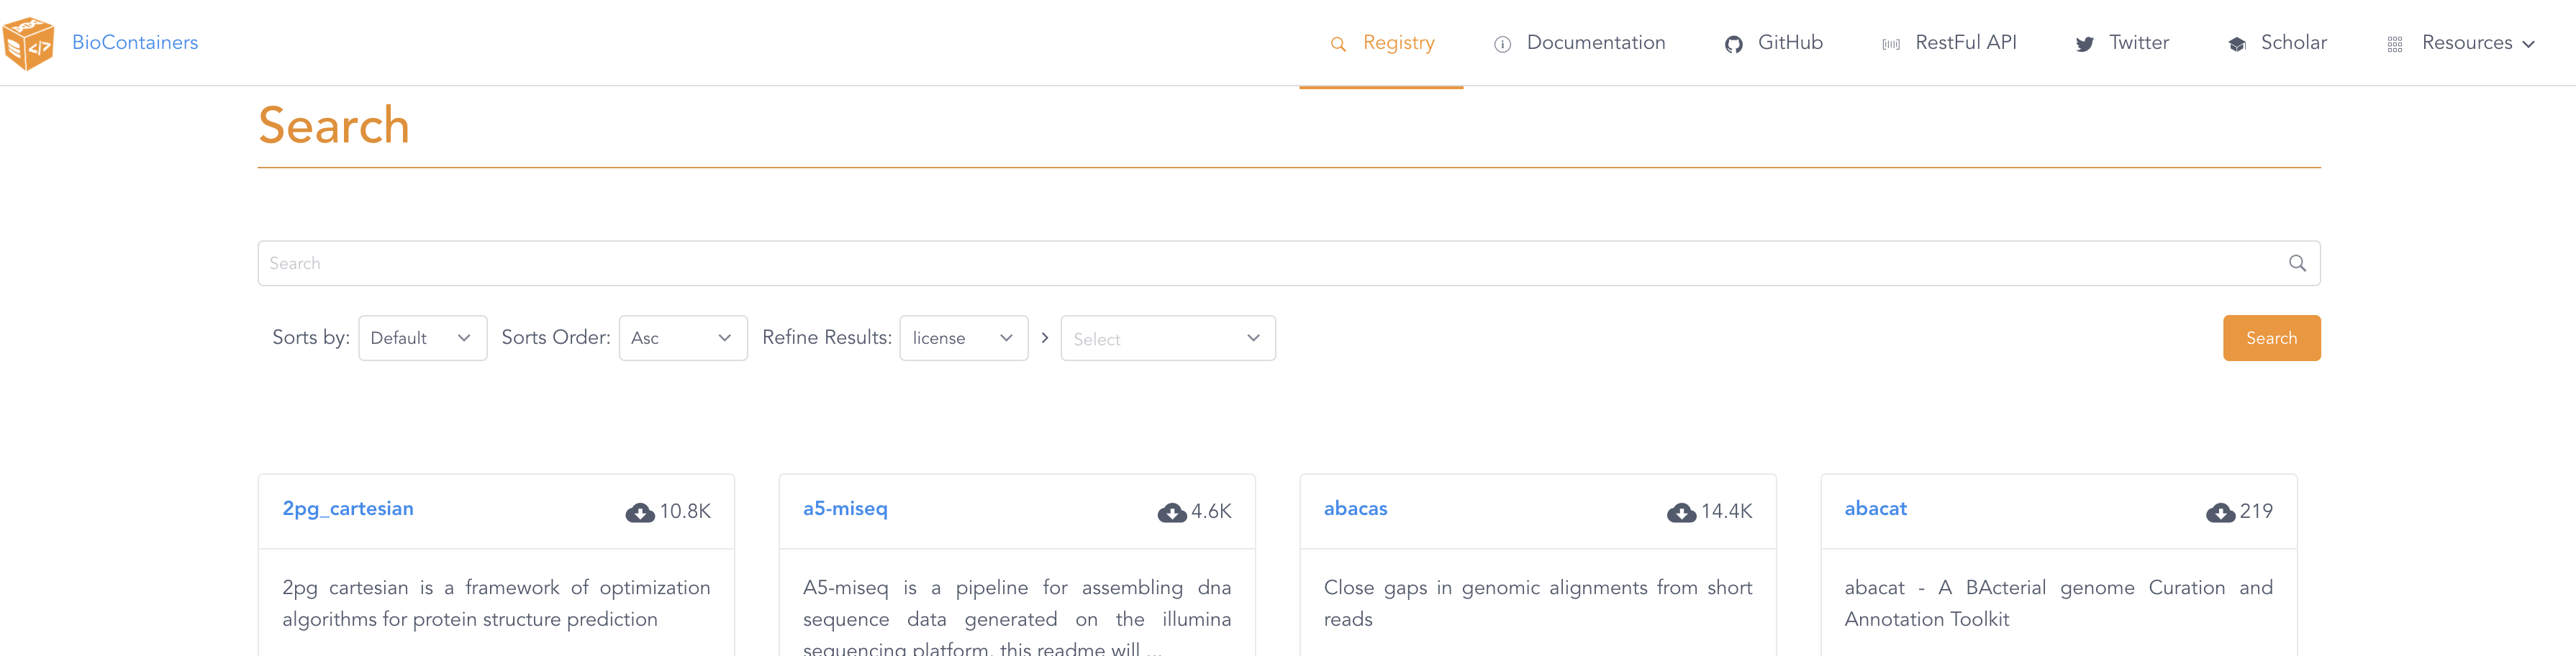 BioContainers
Registry
Documentation
GitHub
RestFul API
Twitter
Scholar
Resources
Search
Search
Sorts by: Default Sorts Order: Asc Refine Results: license > Select Search
2pg_cartesian 10.8K
2pg cartesian is a framework of optimization
algorithms for protein structure prediction
a5-miseq 4.6K
A5-miseq is a pipeline for assembling dna
sequence data generated on the illumina
sequencing platform. this readme will ...
abacas 14.4K
Close gaps in genomic alignments from short
reads
abacat 219
abacat - A BActerial genome Curation and
Annotation Toolkit